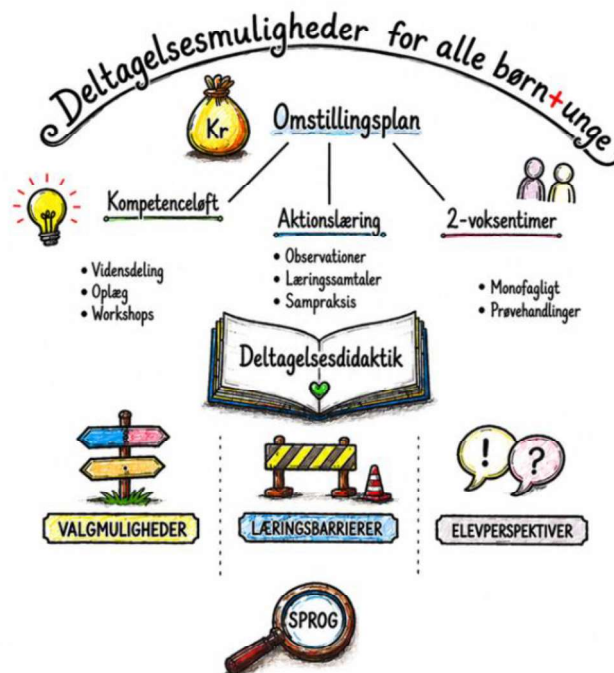 Deltagelsesmuligheder for alle børn+unge
Kr
Omstillingsplan
Kompetenceløft
• Vidensdeling
• Oplæg
• Workshops
Aktionslæring
• Observationer
• Læringssamtaler
• Sampraksis
2-voksentimer
• Monofagligt
• Prøvehandlinger
Deltagelsesdidaktik
VALGMULIGHEDER
LÆRINGSBARRIERER
! ?
ELEVPERSPEKTIVER
SPROG